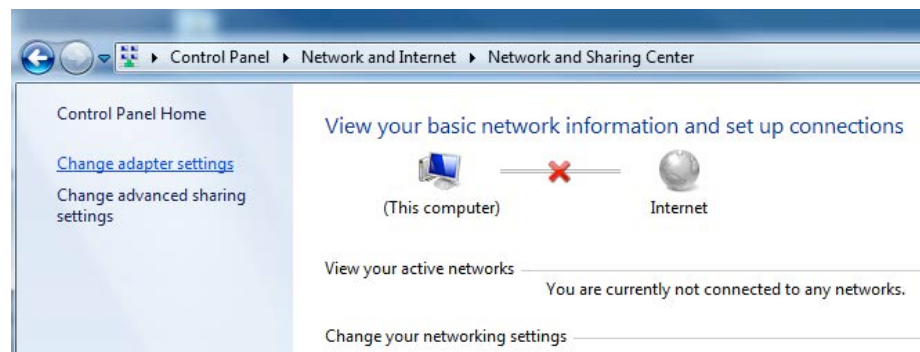 Control Panel ▸ Network and Internet ▸ Network and Sharing Center
Control Panel Home
Change adapter settings
Change advanced sharing
settings
View your basic network information and set up connections
(This computer)
Internet
View your active networks
You are currently not connected to any networks.
Change your networking settings